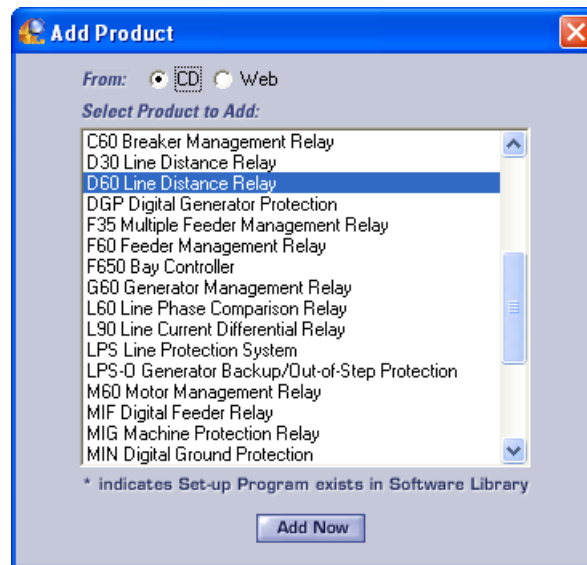 Add Product
From: CD Web
Select Product to Add:
C60 Breaker Management Relay
D30 Line Distance Relay
D60 Line Distance Relay
DGP Digital Generator Protection
F35 Multiple Feeder Management Relay
F60 Feeder Management Relay
F650 Bay Controller
G60 Generator Management Relay
L60 Line Phase Comparison Relay
L90 Line Current Differential Relay
LPS Line Protection System
LPS-O Generator Backup/Out-of-Step Protection
M60 Motor Management Relay
MIF Digital Feeder Relay
MIG Machine Protection Relay
MIN Digital Ground Protection
* indicates Set-up Program exists in Software Library
Add Now